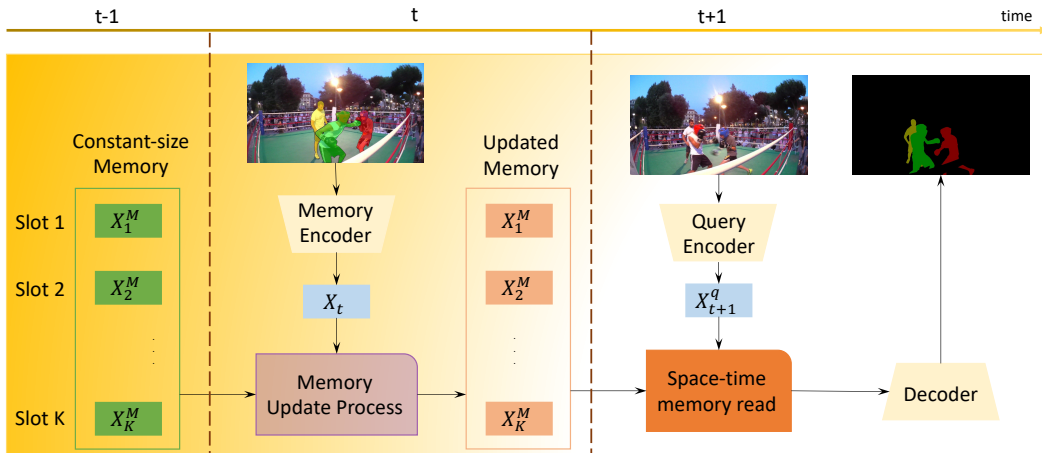 t-1
t
t+1
time
Constant-size
Memory
Slot 1
X_1^M
Slot 2
X_2^M
. . .
Slot K
X_K^M
Memory
Encoder
X_t
Memory
Update Process
Updated
Memory
X_1^M
X_2^M
. . .
X_K^M
Query
Encoder
X_{t+1}^q
Space-time
memory read
Decoder